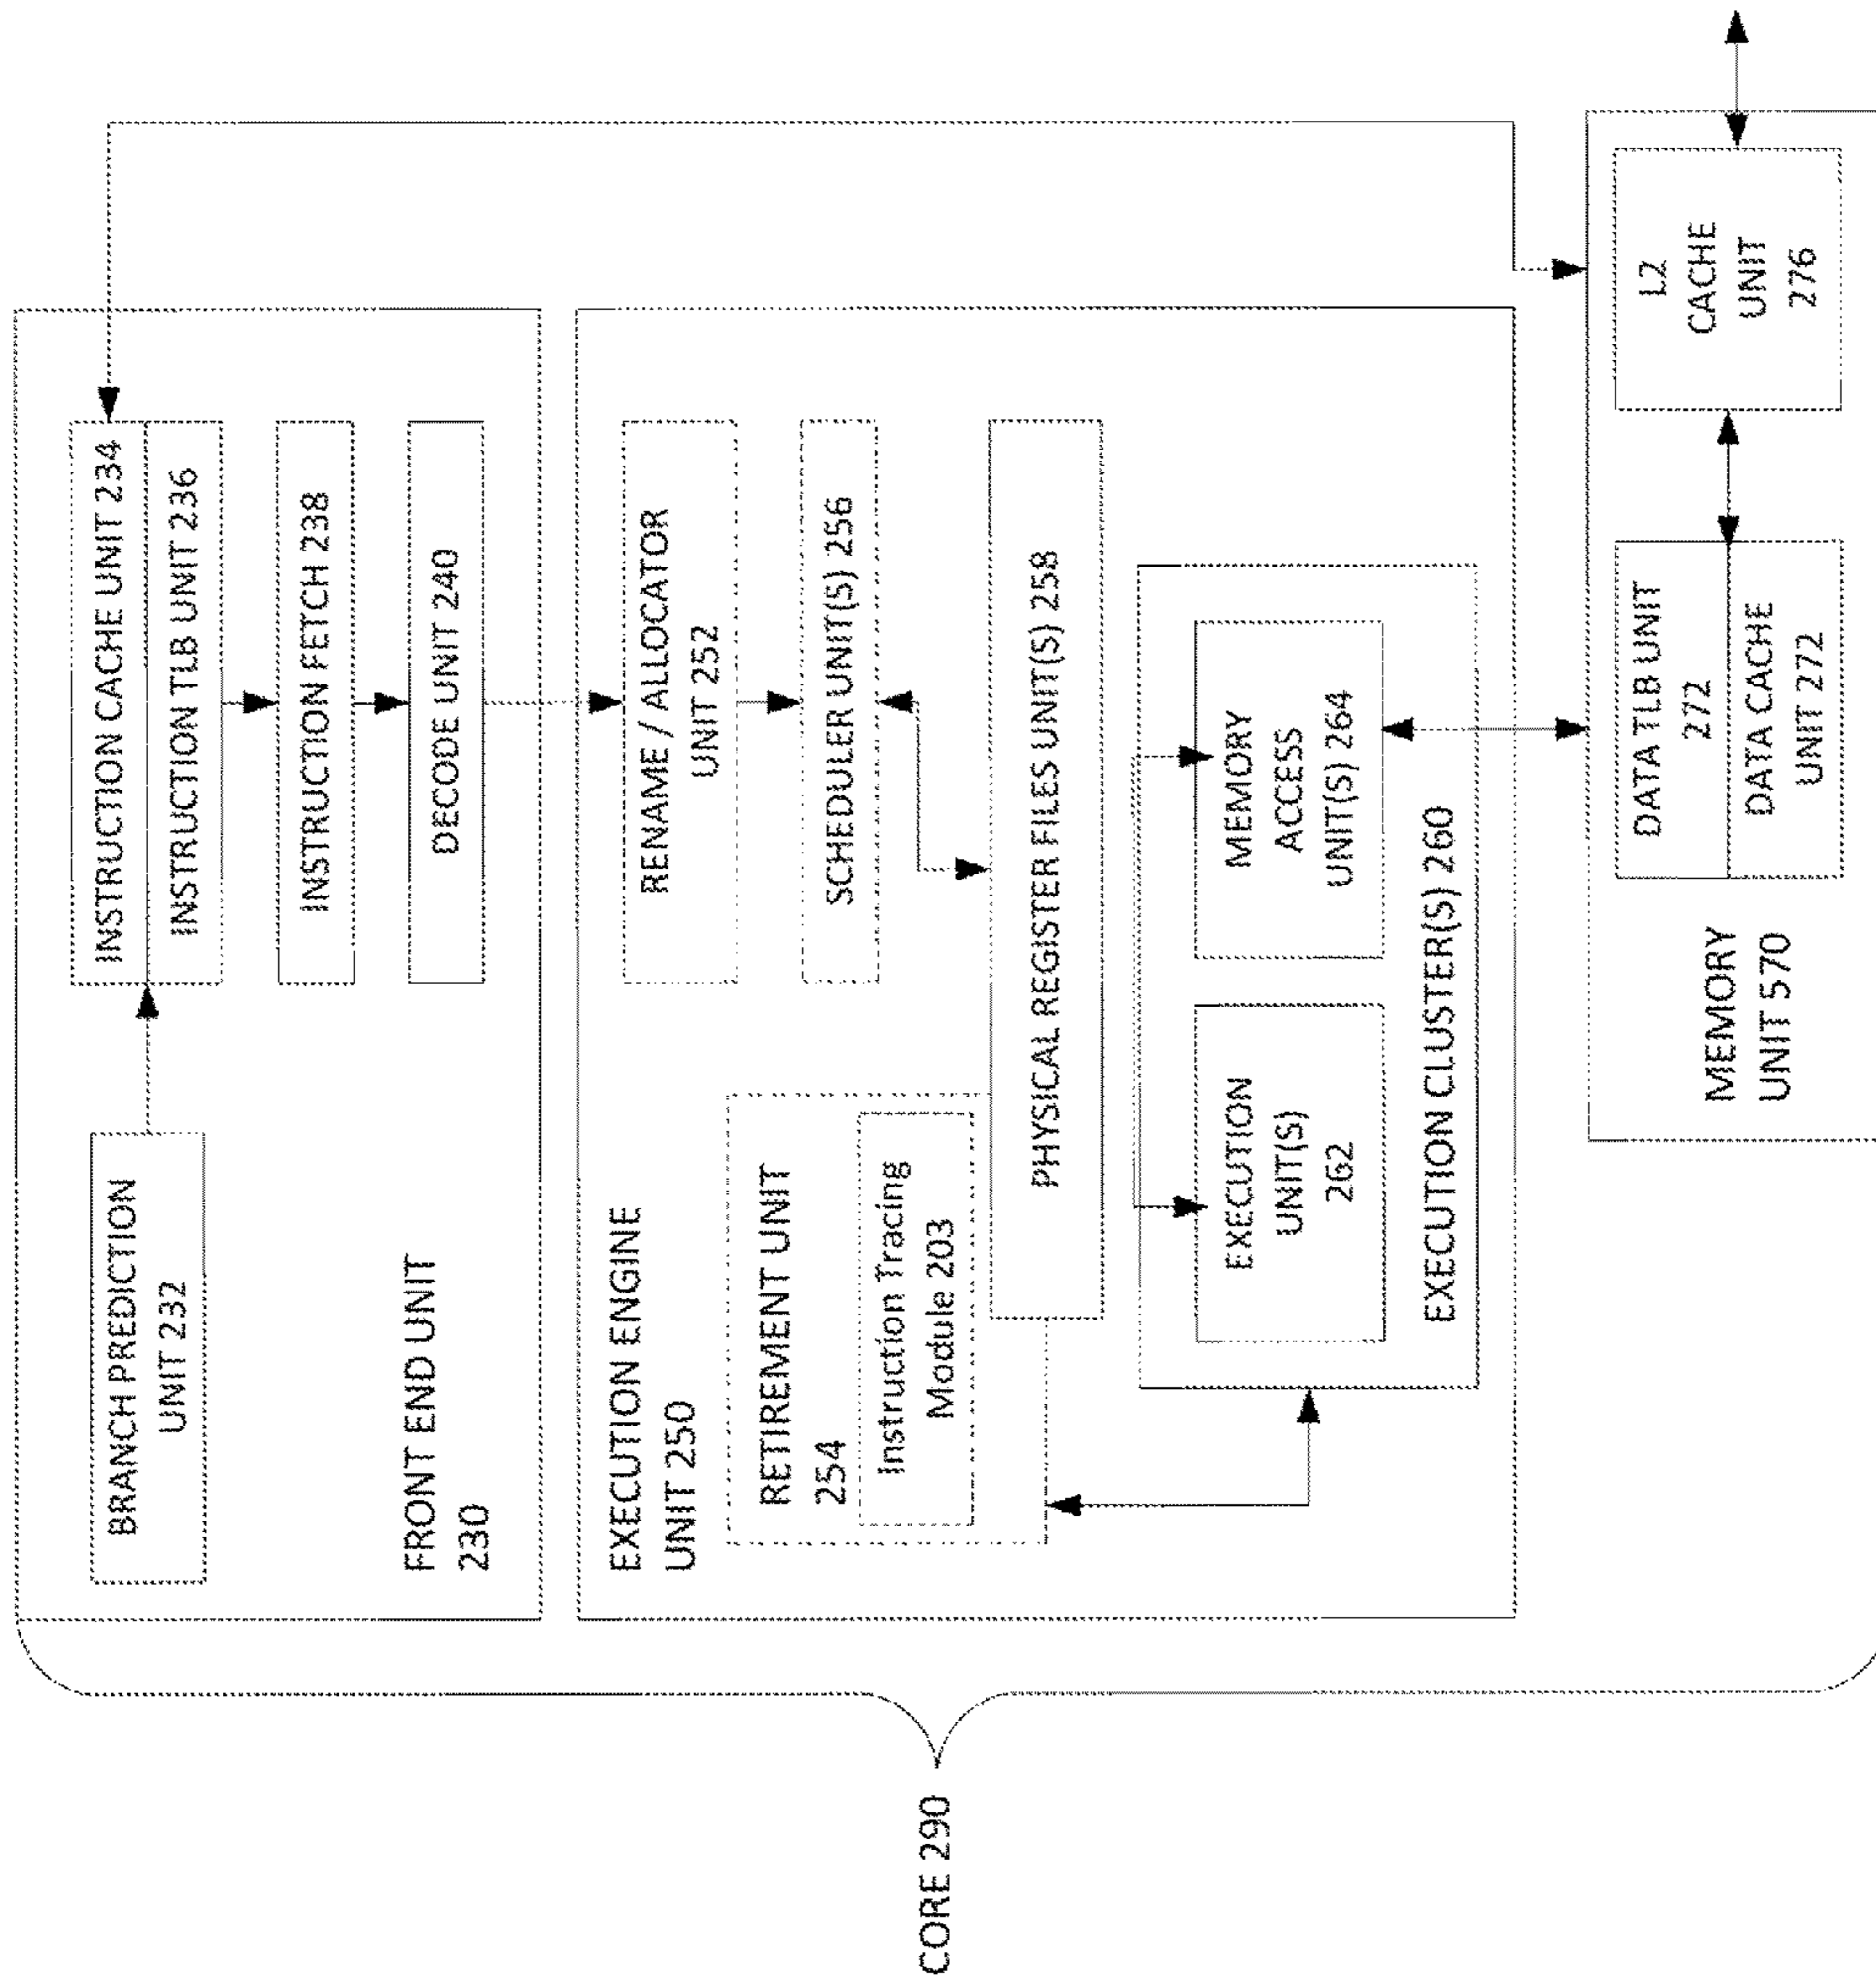 BRANCH PREDICTION
UNIT 232
INSTRUCTION CACHE UNIT 234
INSTRUCTION TLB UNIT 236
INSTRUCTION FETCH 238
DECODE UNIT 240
FRONT END UNIT
230
EXECUTION ENGINE
UNIT 250
RENAME / ALLOCATOR
UNIT 252
RETIREMENT UNIT
254
Instruction Tracing
Module 203
SCHEDULER UNIT(S) 256
PHYSICAL REGISTER FILES UNIT(S) 258
EXECUTION
UNIT(S)
262
MEMORY
ACCESS
UNIT(S) 264
EXECUTION CLUSTER(S) 260
CORE 290
MEMORY
UNIT 570
DATA TLB UNIT
272
DATA CACHE
UNIT 272
L2
CACHE
UNIT
276